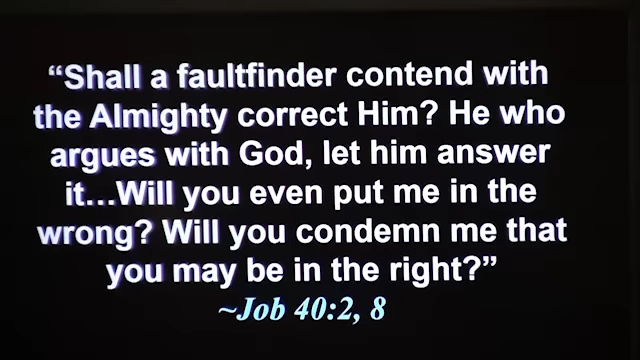 “Shall a faultfinder contend with
the Almighty correct Him? He who
argues with God, let him answer
it...Will you even put me in the
wrong? Will you condemn me that
you may be in the right?”
~Job 40:2, 8